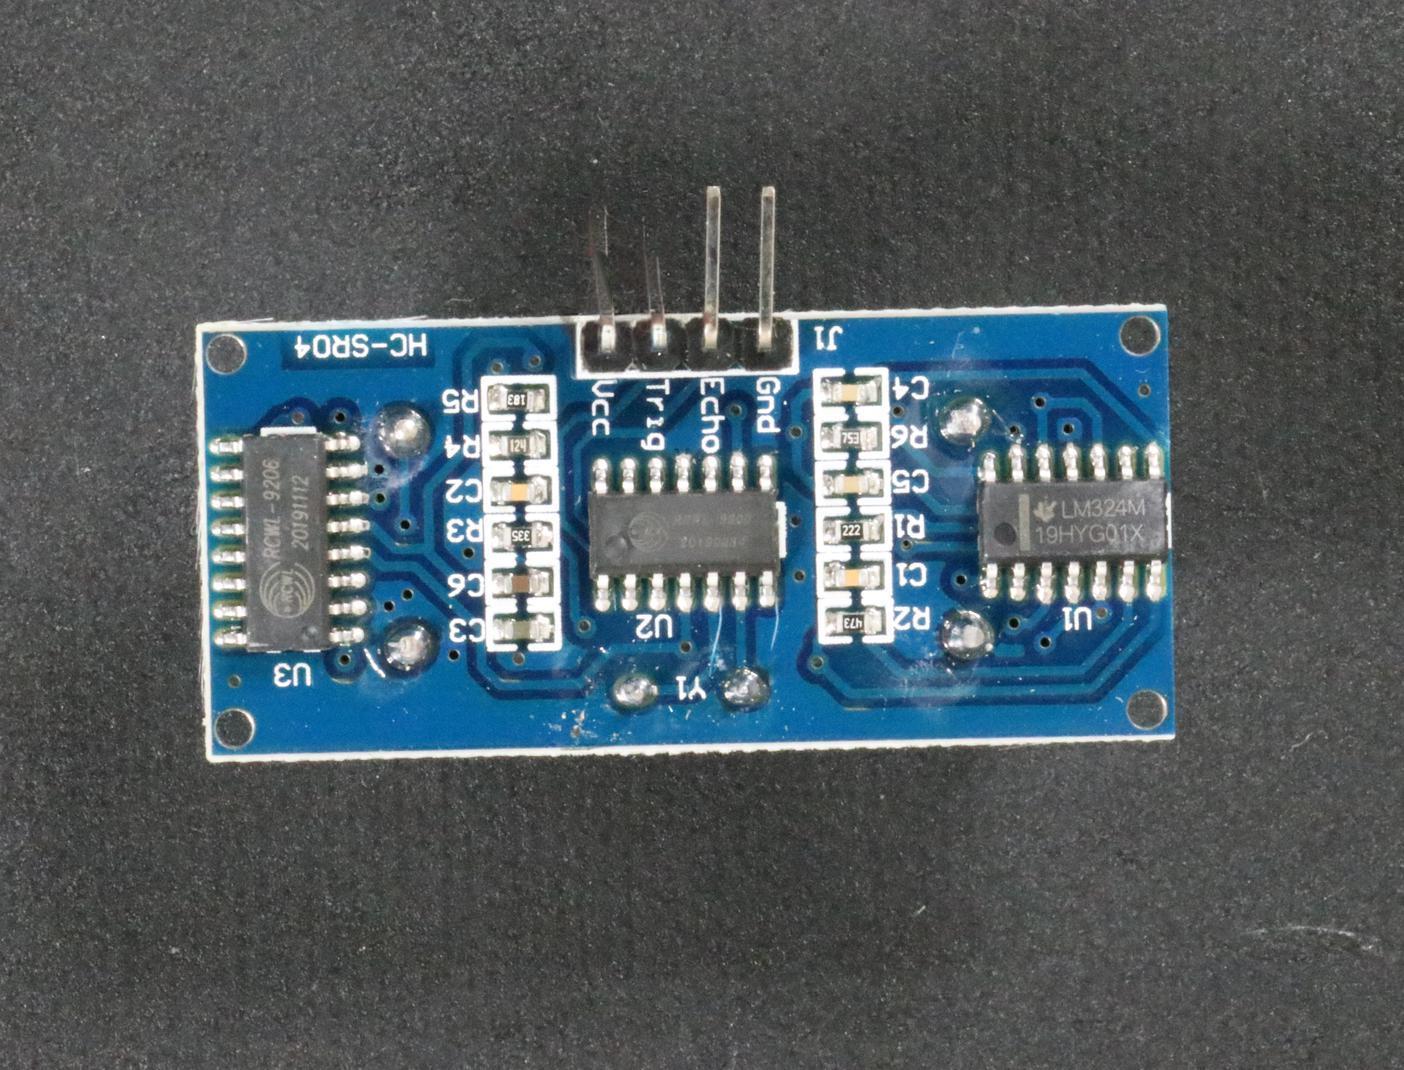 HC-SR04
J1
Vcc
Trig
Echo
Gnd
R5
183
R4
124
C2
R3
335
C6
C3
C4
R6
C5
R1
222
C1
R2
473
RCWL-9206
20191112
RCWL
U3
U2
Y1
LM324M
19HYG01X
U1